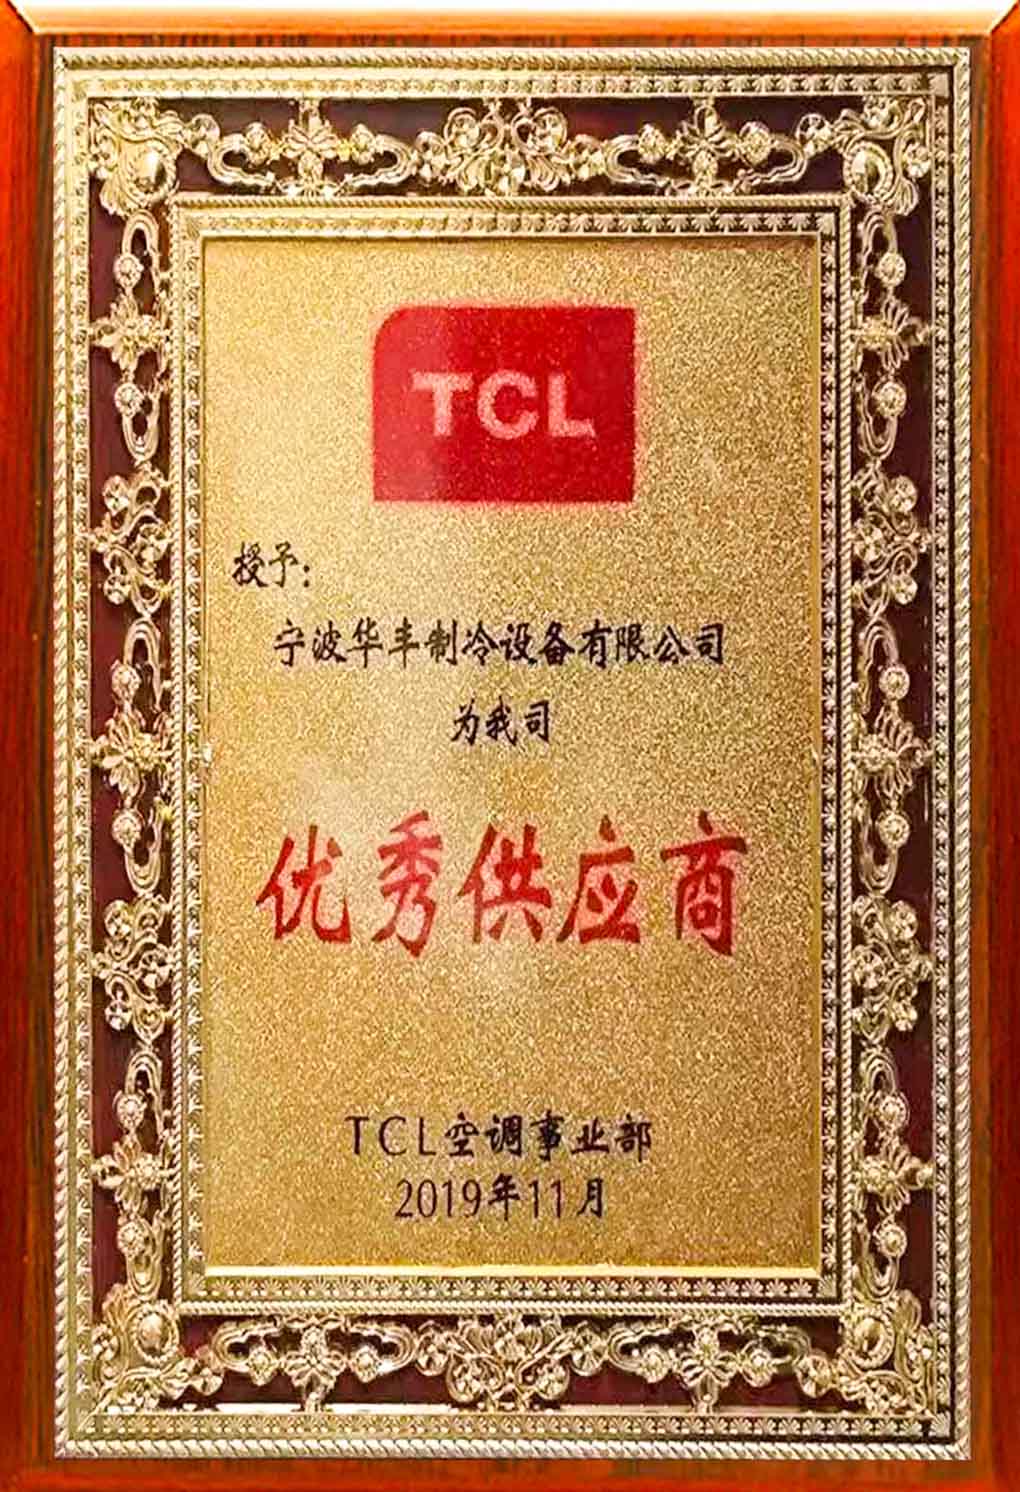 TCL
授予:
宁波华丰制冷设备有限公司
为我司
优秀供应商
TCL空调事业部
2019年11月